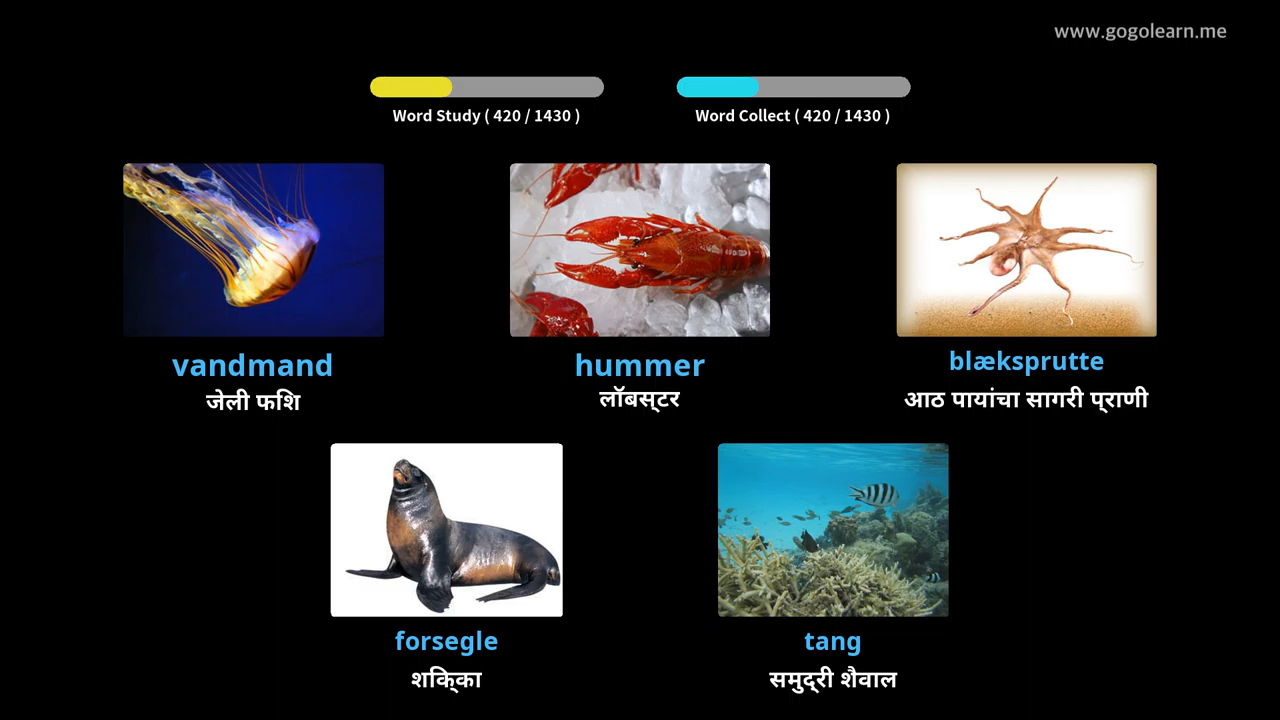 www.gogolearn.me
Word Study ( 420 / 1430 )
Word Collect ( 420 / 1430 )
vandmand
hummer
blæksprutte
जेली फिश
लॉबस्टर
आठ पायांचा सागरी प्राणी
forsegle
tang
शिक्का
समुद्री शैवाल